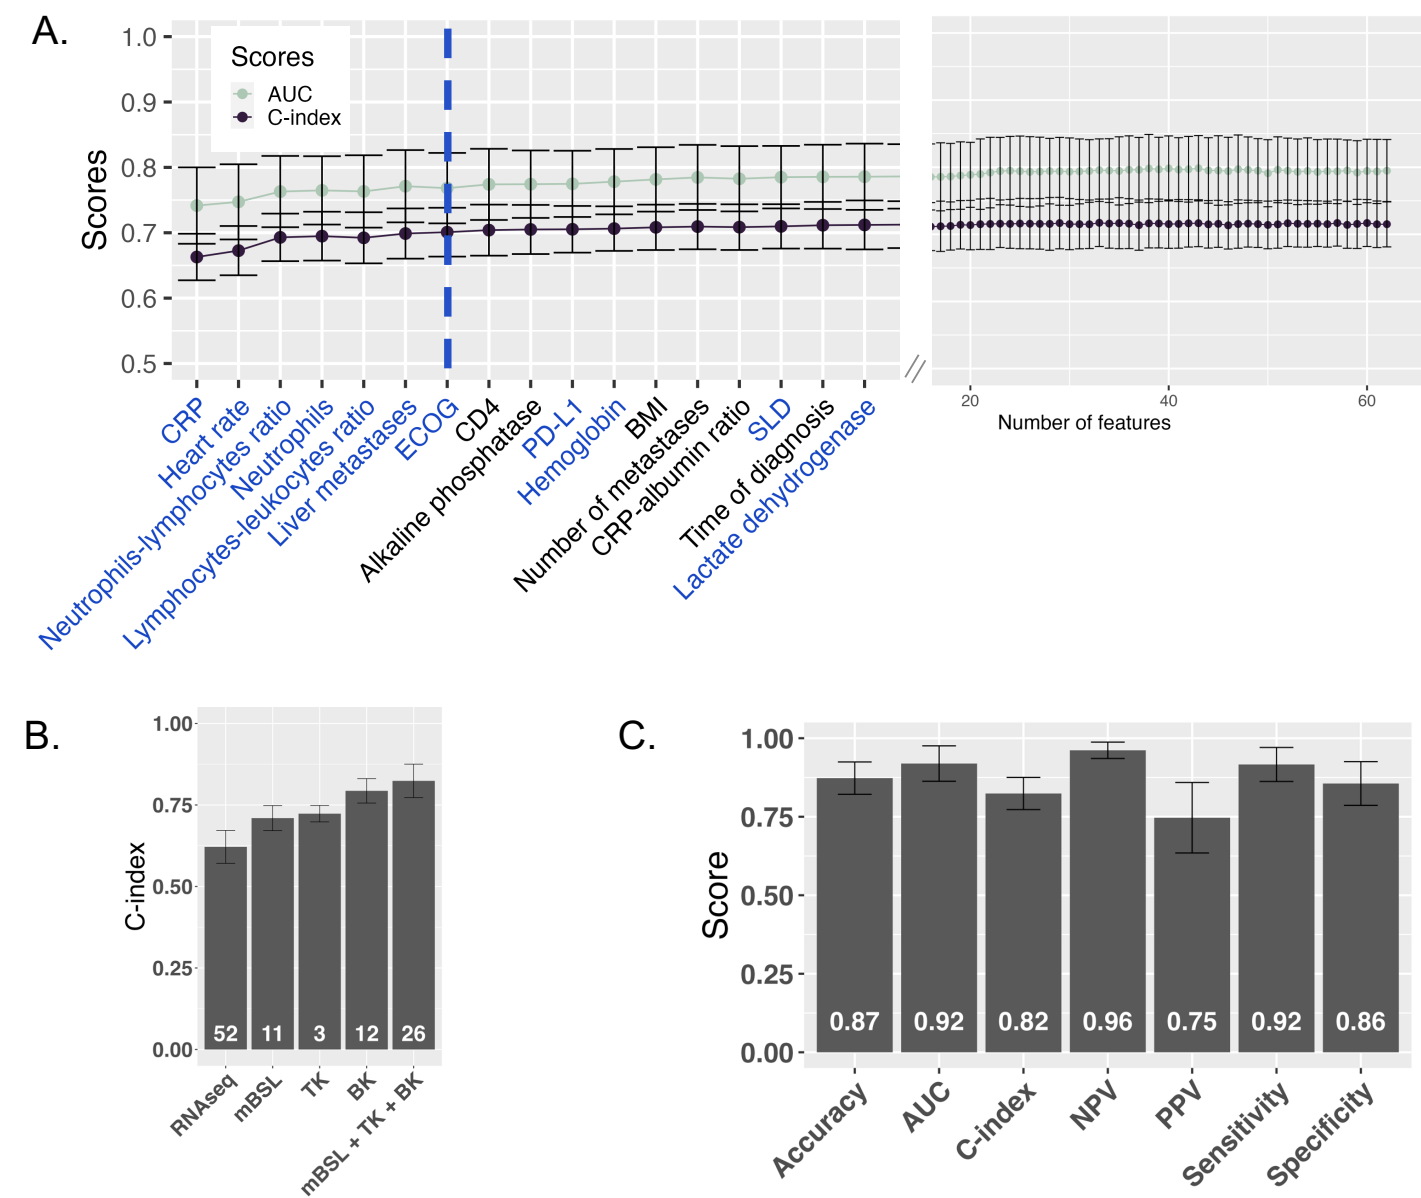 A.
Scores
AUC
C-index
Scores
1.0
0.9
0.8
0.7
0.6
0.5
CRP
Heart rate
Neutrophils-lymphocytes ratio
Neutrophils
Lymphocytes-leukocytes ratio
Liver metastases
ECOG
CD4
Alkaline phosphatase
PD-L1
Hemoglobin
BMI
Number of metastases
CRP-albumin ratio
SLD
Time of diagnosis
Lactate dehydrogenase
//
20
40
60
Number of features
B.
C-index
1.00
0.75
0.50
0.25
0.00
52
11
3
12
26
RNAseq
mBSL
TK
BK
mBSL + TK + BK
C.
Score
1.00
0.75
0.50
0.25
0.00
0.87
0.92
0.82
0.96
0.75
0.92
0.86
Accuracy
AUC
C-index
NPV
PPV
Sensitivity
Specificity